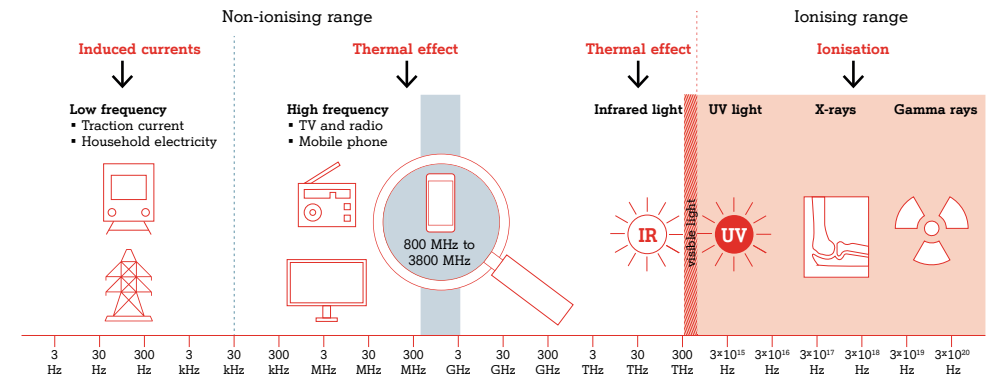 Non-ionising range
Ionising range
Induced currents
Thermal effect
Thermal effect
Ionisation
Low frequency
▪ Traction current
▪ Household electricity
High frequency
▪ TV and radio
▪ Mobile phone
Infrared light
UV light
X-rays
Gamma rays
800 MHz to
3800 MHz
IR
visible light
UV
3 Hz
30 Hz
300 Hz
3 kHz
30 kHz
300 kHz
3 MHz
30 MHz
300 MHz
3 GHz
30 GHz
300 GHz
3 THz
30 THz
300 THz
3×10¹⁵ Hz
3×10¹⁶ Hz
3×10¹⁷ Hz
3×10¹⁸ Hz
3×10¹⁹ Hz
3×10²⁰ Hz